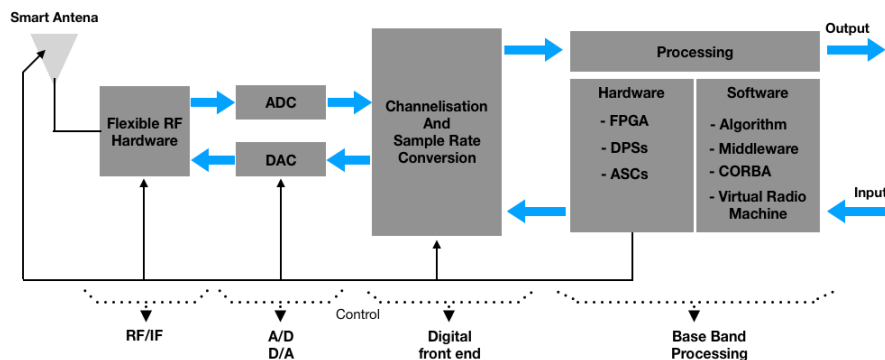 Smart Antena
Flexible RF
Hardware
ADC
DAC
Channelisation
And
Sample Rate
Conversion
Processing
Output
Hardware
- FPGA
- DPSs
- ASCs
Software
- Algorithm
- Middleware
- CORBA
- Virtual Radio
Machine
Input
Control
RF/IF
A/D
D/A
Digital
front end
Base Band
Processing